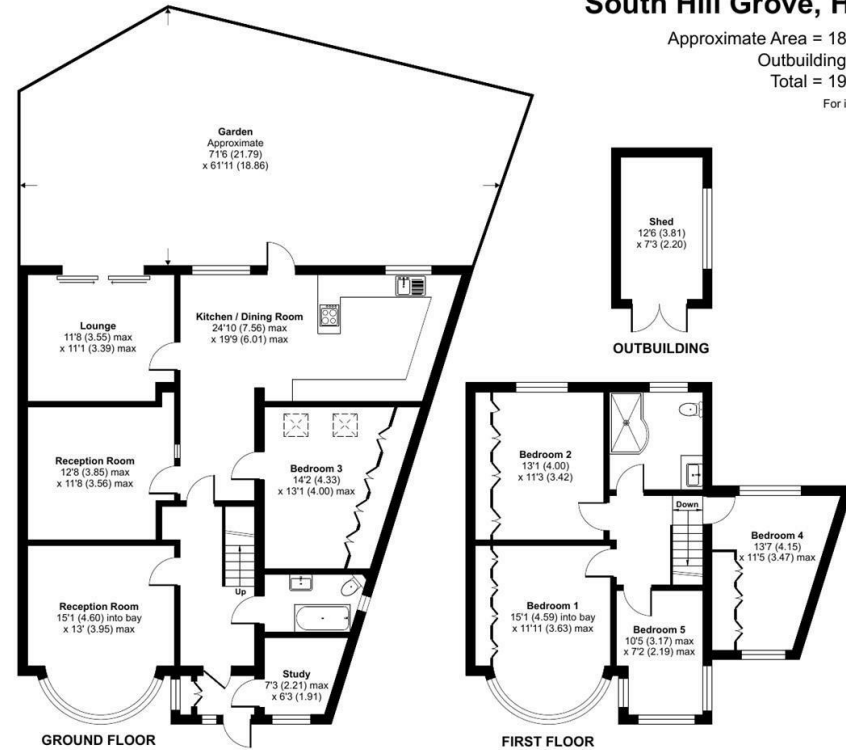 South Hill Grove, H
Approximate Area = 18
Outbuilding
Total = 19
For i
Garden
Approximate
71'6 (21.79)
x 61'11 (18.86)
Shed
12'6 (3.81)
x 7'3 (2.20)
OUTBUILDING
Lounge
11'8 (3.55) max
x 11'1 (3.39) max
Kitchen / Dining Room
24'10 (7.56) max
x 19'9 (6.01) max
Reception Room
12'8 (3.85) max
x 11'8 (3.56) max
Bedroom 3
14'2 (4.33)
x 13'1 (4.00) max
Up
Reception Room
15'1 (4.60) into bay
x 13' (3.95) max
Study
7'3 (2.21) max
x 6'3 (1.91)
GROUND FLOOR
Bedroom 2
13'1 (4.00)
x 11'3 (3.42)
Down
Bedroom 4
13'7 (4.15)
x 11'5 (3.47) max
Bedroom 1
15'1 (4.59) into bay
x 11'11 (3.63) max
Bedroom 5
10'5 (3.17) max
x 7'2 (2.19) max
FIRST FLOOR